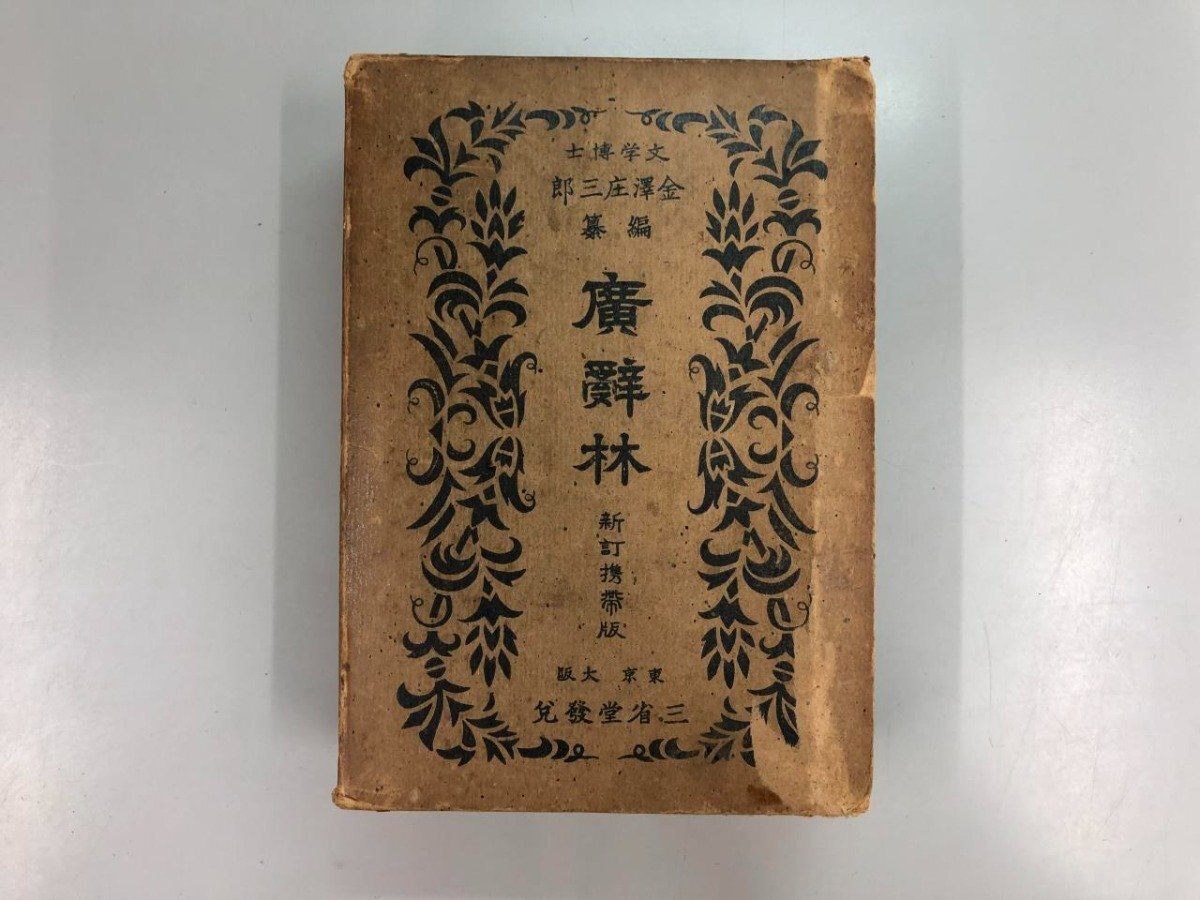 文学博士
金澤庄三郎
編纂
廣辭林
新訂携帶版
東京 大阪
三省堂發兌